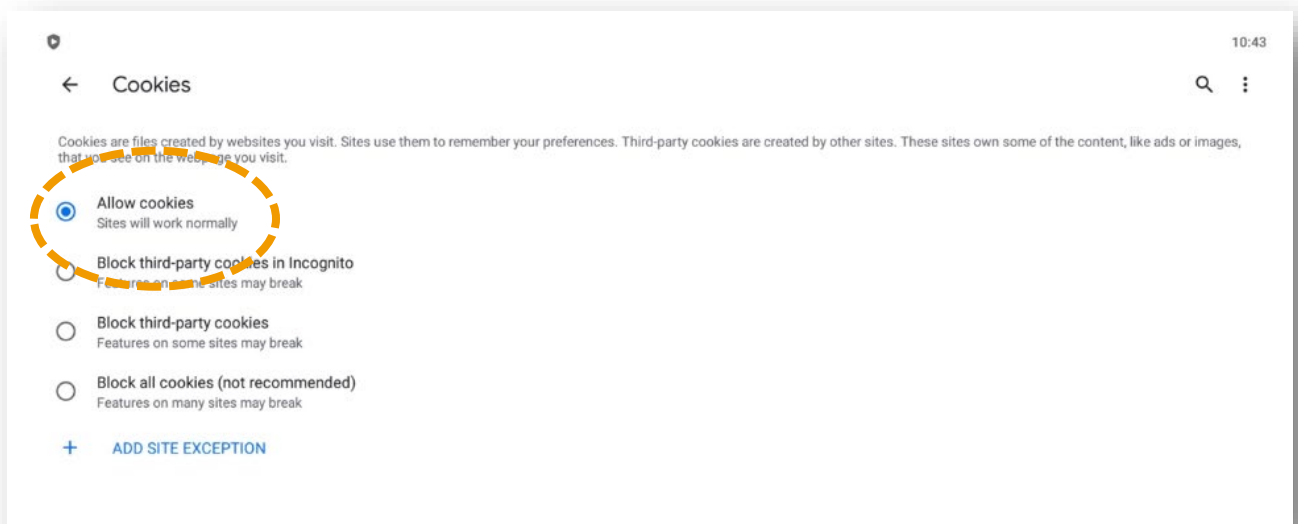 10:43
Cookies
Cookies are files created by websites you visit. Sites use them to remember your preferences. Third-party cookies are created by other sites. These sites own some of the content, like ads or images,
that you see on the webpage you visit.
Allow cookies
Sites will work normally
Block third-party cookies in Incognito
Features on some sites may break
Block third-party cookies
Features on some sites may break
Block all cookies (not recommended)
Features on many sites may break
+ ADD SITE EXCEPTION